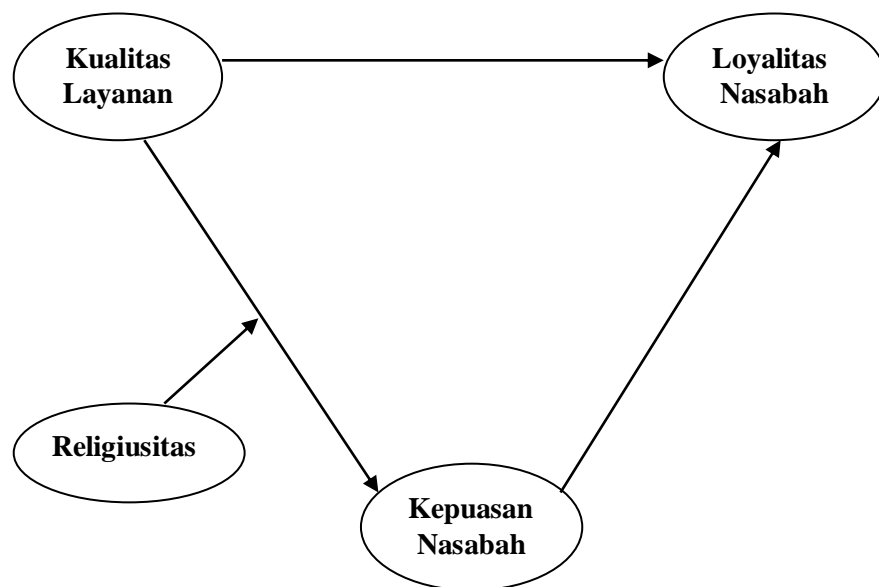 Kualitas
Layanan
Loyalitas
Nasabah
Religiusitas
Kepuasan
Nasabah